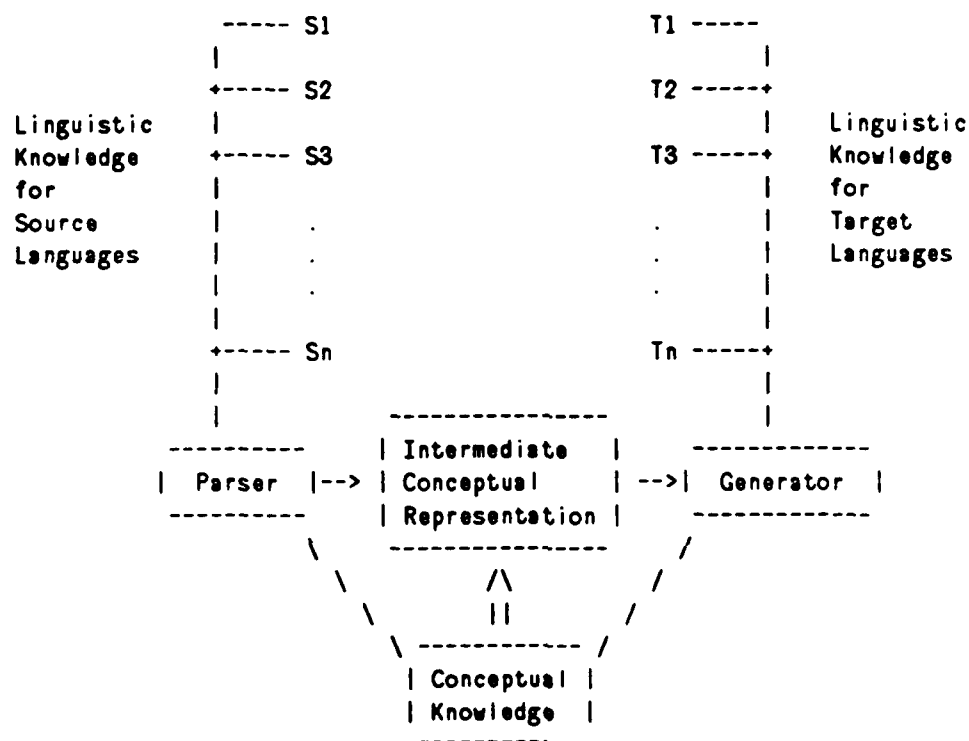 S1 T1
S2 T2
Linguistic Linguistic
Knowledge S3 T3 Knowledge
for for
Source . . Target
Languages . . Languages
. .
Sn Tn
Intermediate
Parser --> Conceptual --> Generator
Representation
Conceptual
Knowledge